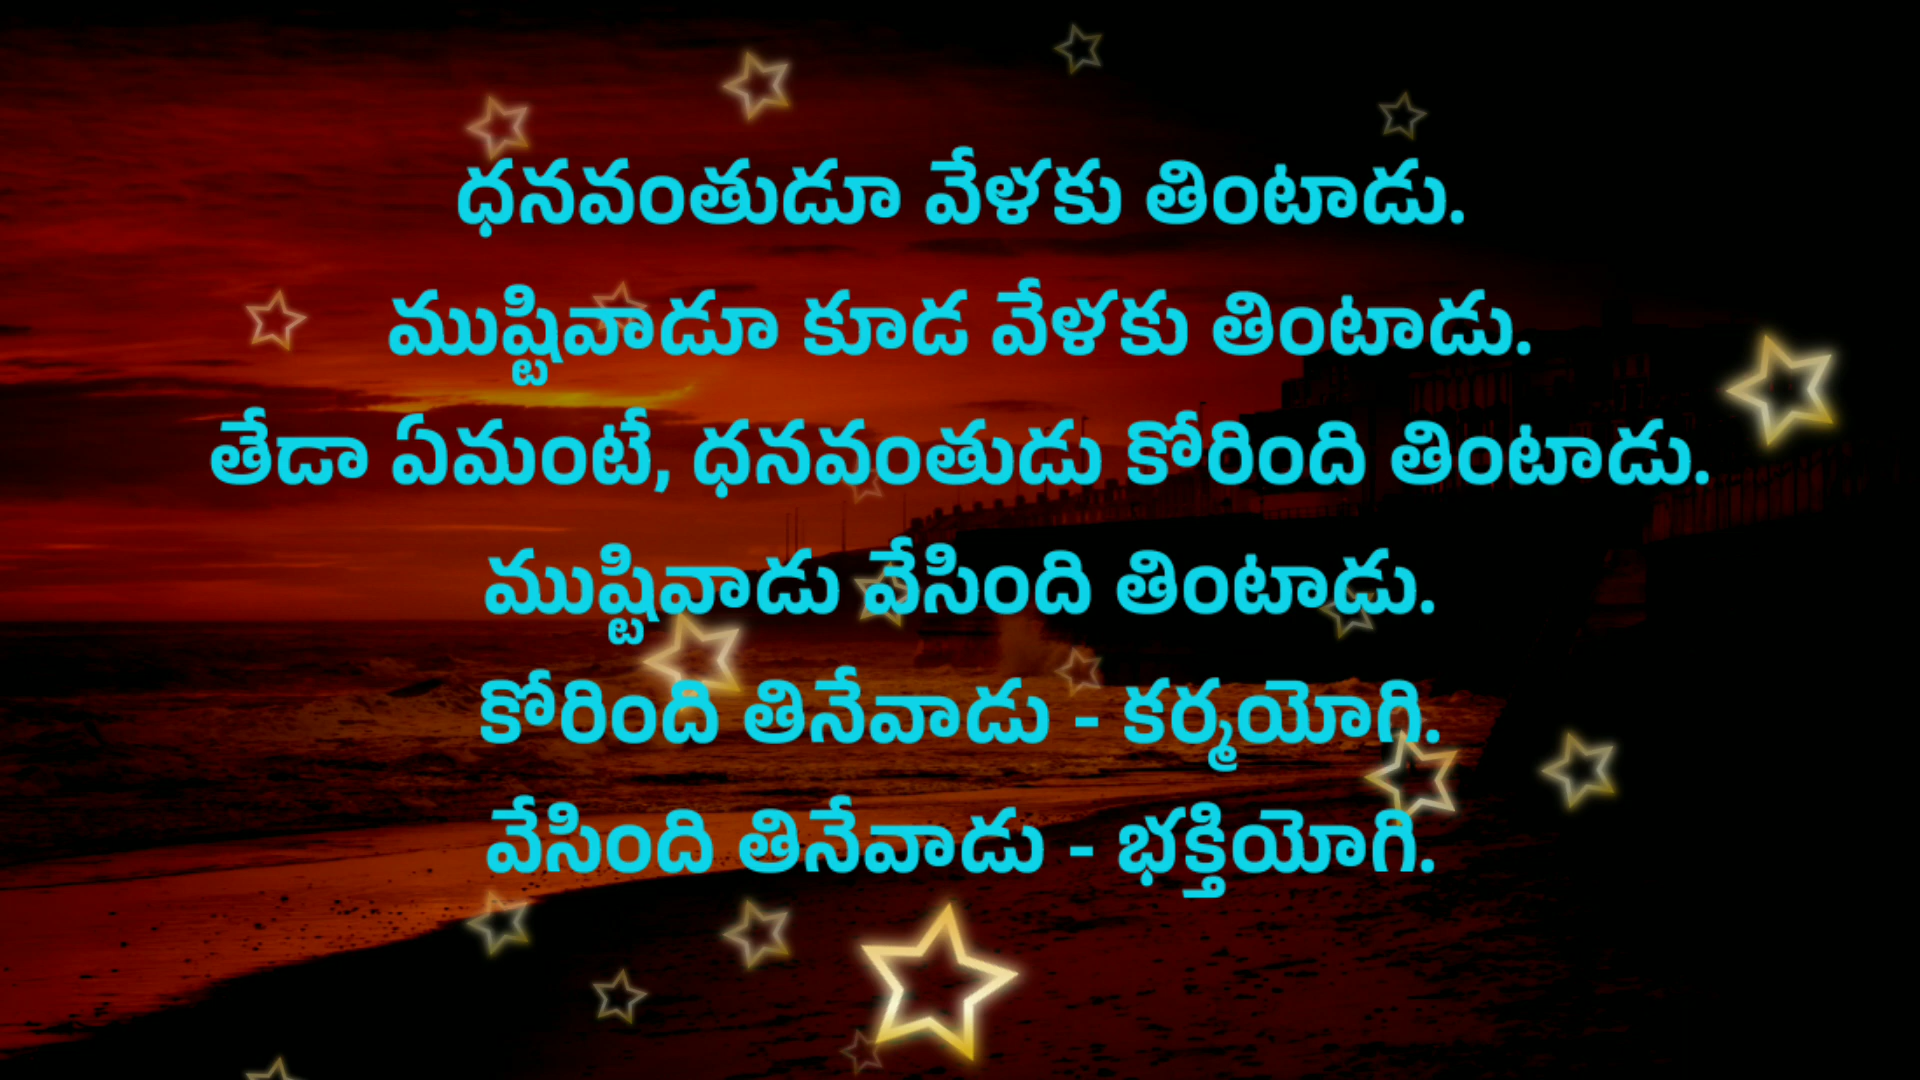 ధనవంతుడూ వేళకు తింటాడు.
ముష్టివాడూ కూడ వేళకు తింటాడు.
తేడా ఏమంటే, ధనవంతుడు కోరింది తింటాడు.
ముష్టివాడు వేసింది తింటాడు.
కోరింది తినేవాడు - కర్మయోగి.
వేసింది తినేవాడు - భక్తియోగి.